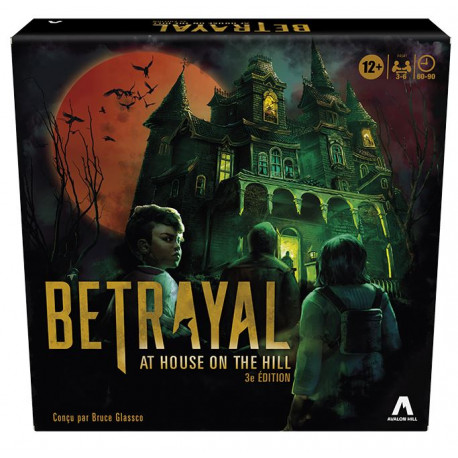 BETRAYAL
12+
3-6
60-90
BETRAYAL
AT HOUSE ON THE HILL
3e ÉDITION
Conçu par Bruce Glassco
AVALON HILL